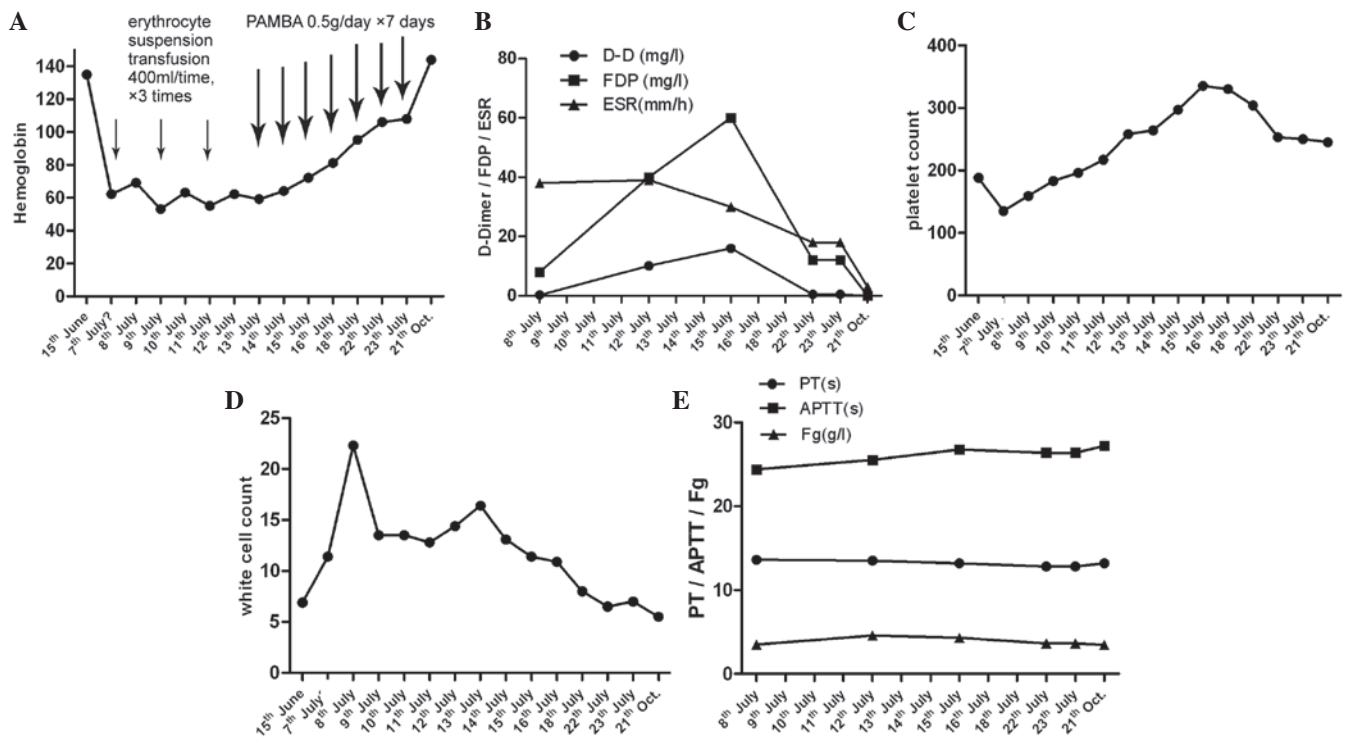 A
erythrocyte
suspension
transfusion
400ml/time,
×3 times
PAMBA 0.5g/day ×7 days
Hemoglobin
140
120
100
80
60
40
20
0
15th June
7th July?
8th July
9th July
10th July
11th July
12th July
13th July
14th July
15th July
16th July
18th July
22th July
23th July
21th Oct.
B
D-D (mg/l)
FDP (mg/l)
ESR(mm/h)
D-Dimer / FDP / ESR
80
60
40
20
0
8th July
9th July
10th July
11th July
12th July
13th July
14th July
15th July
16th July
18th July
22th July
23th July
21th Oct.
C
platelet count
400
300
200
100
0
15th June
7th July.
8th July
9th July
10th July
11th July
12th July
13th July
14th July
15th July
16th July
18th July
22th July
23th July
21th Oct.
D
white cell count
25
20
15
10
5
0
15th June
7th July
8th July
9th July
10th July
11th July
12th July
13th July
14th July
15th July
16th July
18th July
22th July
23th July
21th Oct.
E
PT(s)
APTT(s)
Fg(g/l)
PT / APTT / Fg
30
20
10
0
8th July
9th July
10th July
11th July
12th July
13th July
14th July
15th July
16th July
18th July
22th July
23th July
21th Oct.